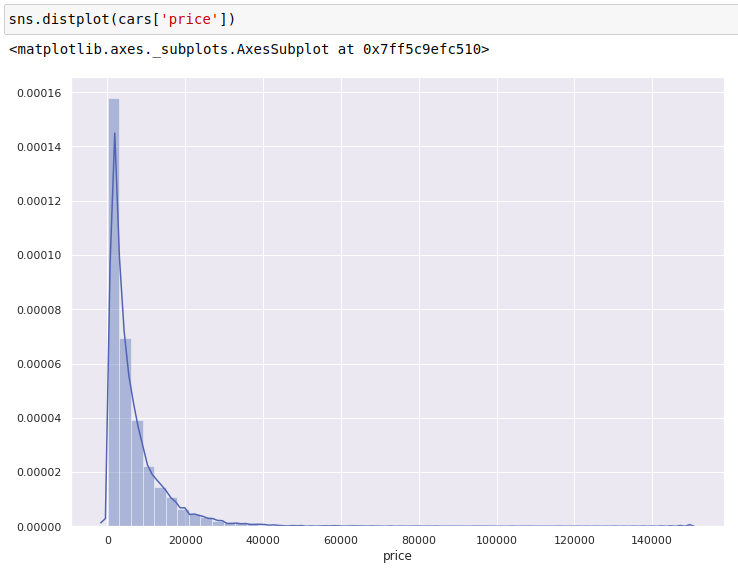 sns.distplot(cars['price'])
<matplotlib.axes._subplots.AxesSubplot at 0x7ff5c9efc510>
0.00016
0.00014
0.00012
0.00010
0.00008
0.00006
0.00004
0.00002
0.00000
0 20000 40000 60000 80000 100000 120000 140000
price